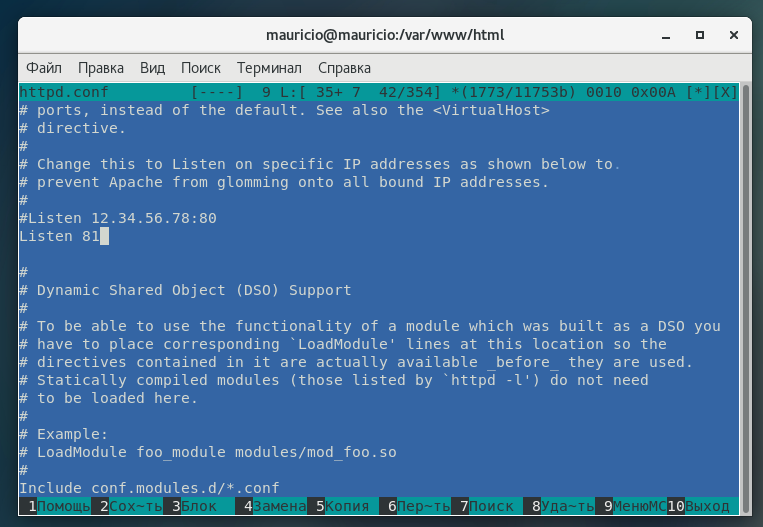 mauricio@mauricio:/var/www/html
Файл Правка Вид Поиск Терминал Справка
httpd.conf [----] 9 L:[ 35+ 7 42/354] *(1773/11753b) 0010 0x00A [*][X]
# ports, instead of the default. See also the <VirtualHost>
# directive.
#
# Change this to Listen on specific IP addresses as shown below to.
# prevent Apache from glomming onto all bound IP addresses.
#
#Listen 12.34.56.78:80
Listen 81
#
# Dynamic Shared Object (DSO) Support
#
# To be able to use the functionality of a module which was built as a DSO you
# have to place corresponding `LoadModule' lines at this location so the
# directives contained in it are actually available _before_ they are used.
# Statically compiled modules (those listed by `httpd -l') do not need
# to be loaded here.
#
# Example:
# LoadModule foo_module modules/mod_foo.so
#
Include conf.modules.d/*.conf
1Помощь 2Сох~ть 3Блок 4Замена 5Копия 6Пер~ть 7Поиск 8Уда~ть 9МенюMC 10Выход